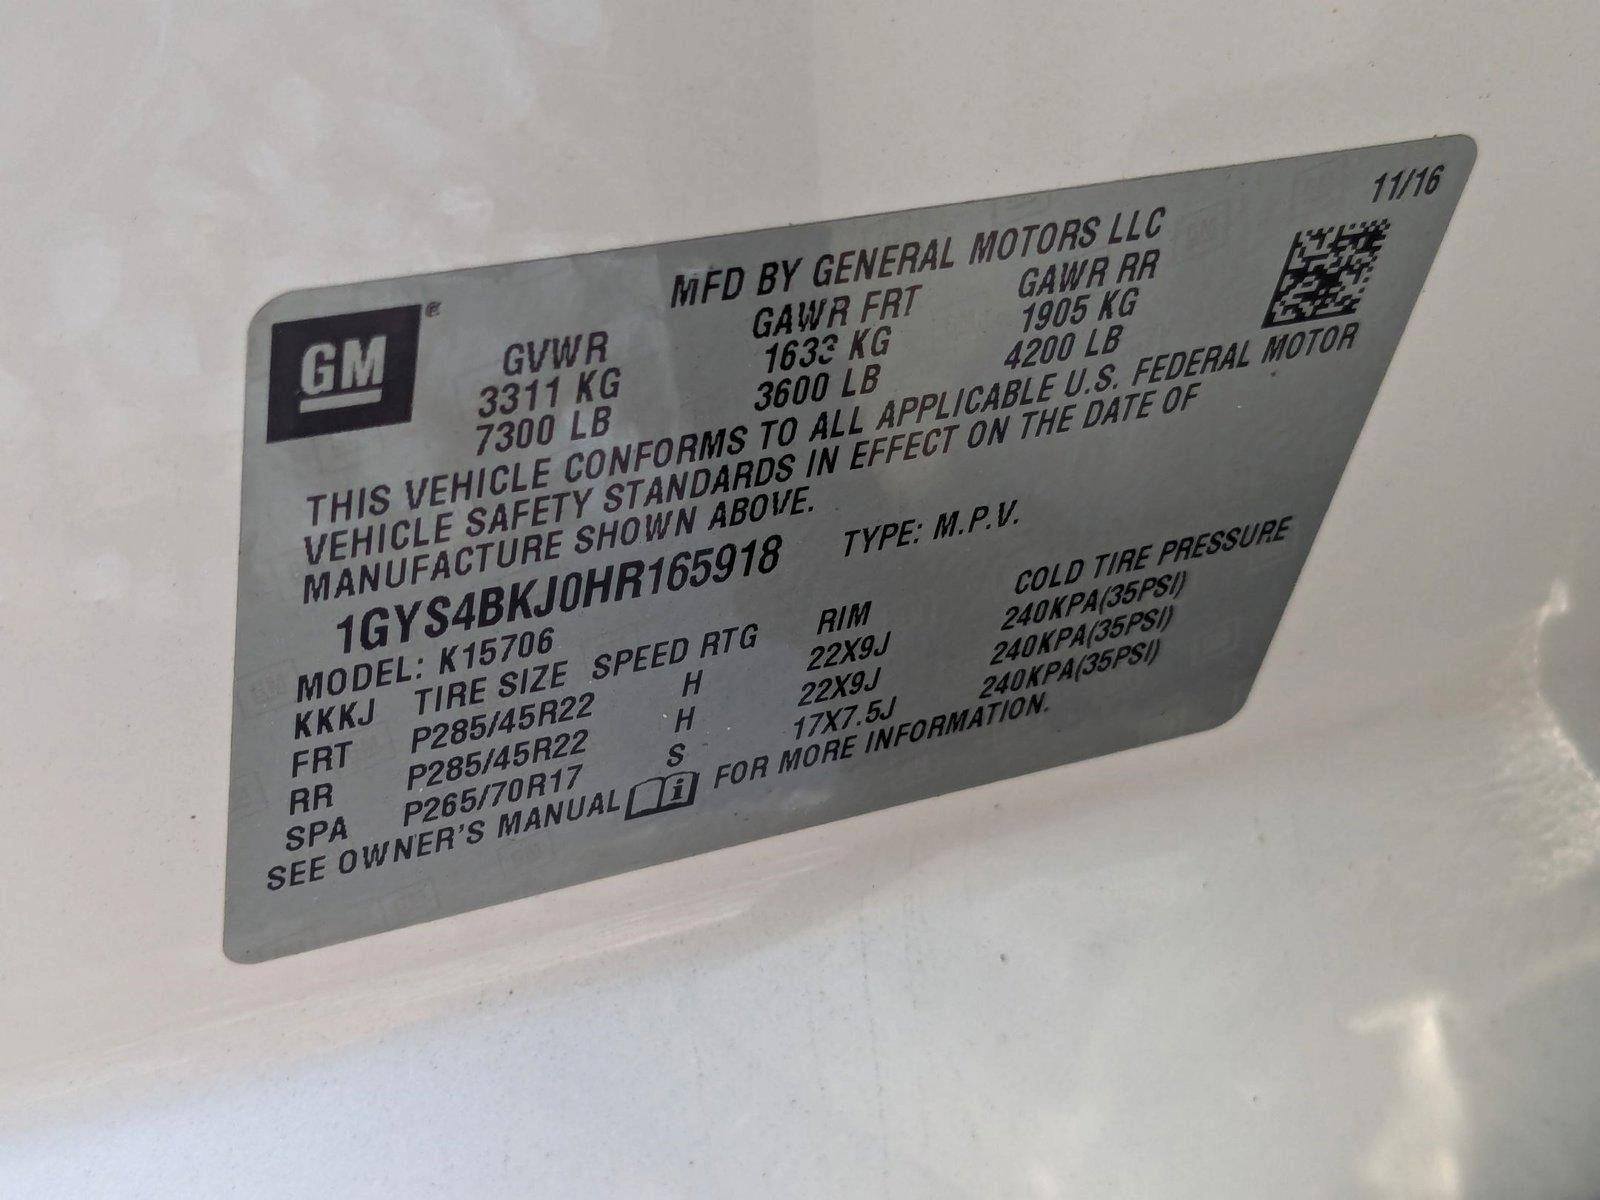 11/16
MFD BY GENERAL MOTORS LLC
GM®
GVWR GAWR FRT GAWR RR
3311 KG 1633 KG 1905 KG
7300 LB 3600 LB 4200 LB
THIS VEHICLE CONFORMS TO ALL APPLICABLE U.S. FEDERAL MOTOR
VEHICLE SAFETY STANDARDS IN EFFECT ON THE DATE OF
MANUFACTURE SHOWN ABOVE.
1GYS4BKJ0HR165918 TYPE: M.P.V.
MODEL: K15706
KKKJ TIRE SIZE SPEED RTG RIM COLD TIRE PRESSURE
FRT P285/45R22 H 22X9J 240KPA(35PSI)
RR P285/45R22 H 22X9J 240KPA(35PSI)
SPA P265/70R17 S 17X7.5J 240KPA(35PSI)
SEE OWNER'S MANUAL i FOR MORE INFORMATION.